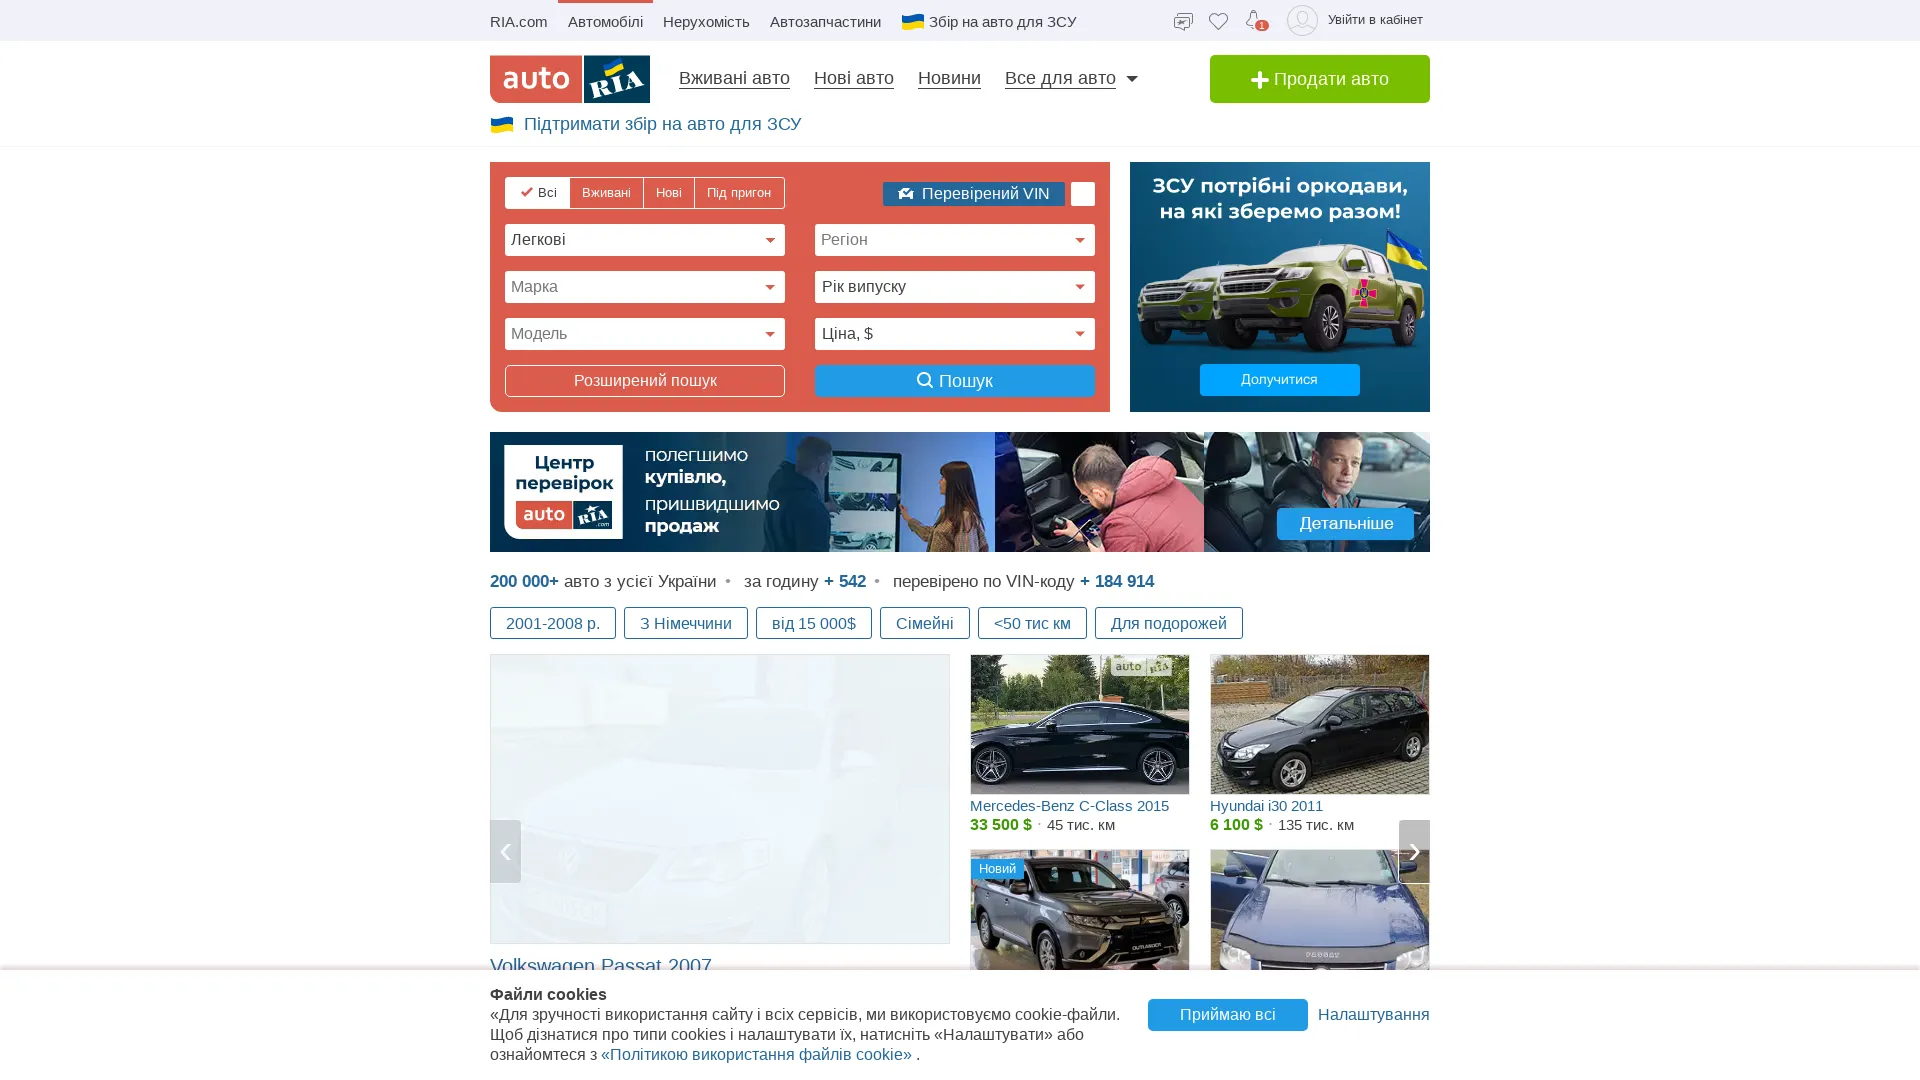 RIA.com Автомобілі Нерухомість Автозапчастини Збір на авто для ЗСУ 1 Увійти в кабінет
auto RIA Вживані авто Нові авто Новини Все для авто Продати авто
Підтримати збір на авто для ЗСУ
Всі Вживані Нові Під пригон Перевірений VIN
Легкові Регіон
Марка Рік випуску
Модель Ціна, $
Розширений пошук Пошук
ЗСУ потрібні оркодави,
на які зберемо разом!
Долучитися
Центр
перевірок
auto RIA .com
полегшимо
купівлю,
пришвидшимо
продаж
Детальніше
200 000+ авто з усієї України • за годину + 542 • перевірено по VIN-коду + 184 914
2001-2008 р. З Німеччини від 15 000$ Сімейні <50 тис км Для подорожей
auto RIA
Mercedes-Benz C-Class 2015
33 500 $ · 45 тис. км
Hyundai i30 2011
6 100 $ · 135 тис. км
Новий
OUTLANDER
PASSAT
Volkswagen Passat 2007
Файли cookies
«Для зручності використання сайту і всіх сервісів, ми використовуємо cookie-файли.
Щоб дізнатися про типи cookies і налаштувати їх, натисніть «Налаштувати» або
ознайомтеся з «Політикою використання файлів cookie» .
Приймаю всі Налаштування